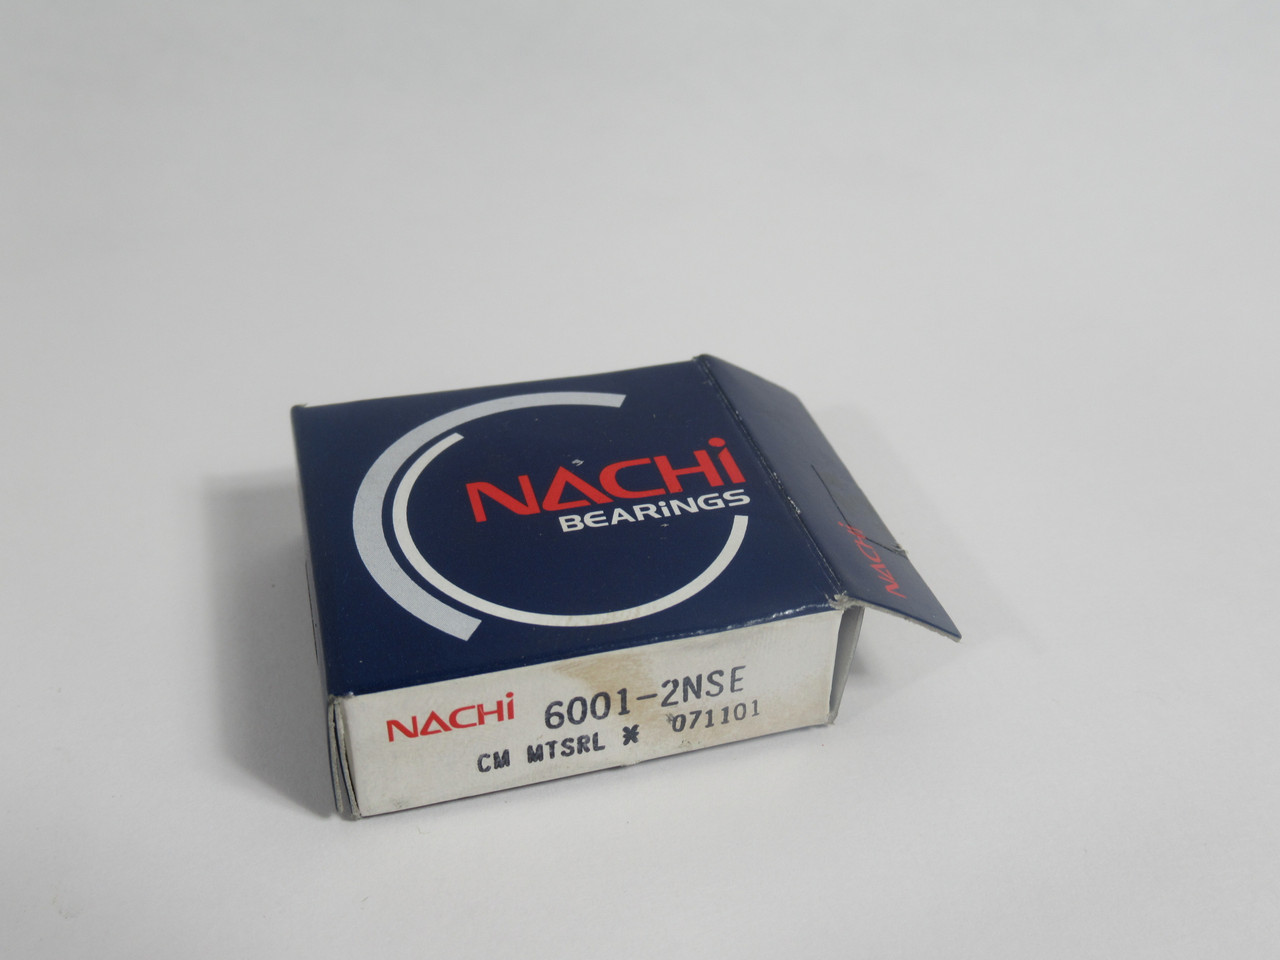 NACHi
BEARiNGS
NACHi
NACHi 6001-2NSE
CM MTSRL * 071101